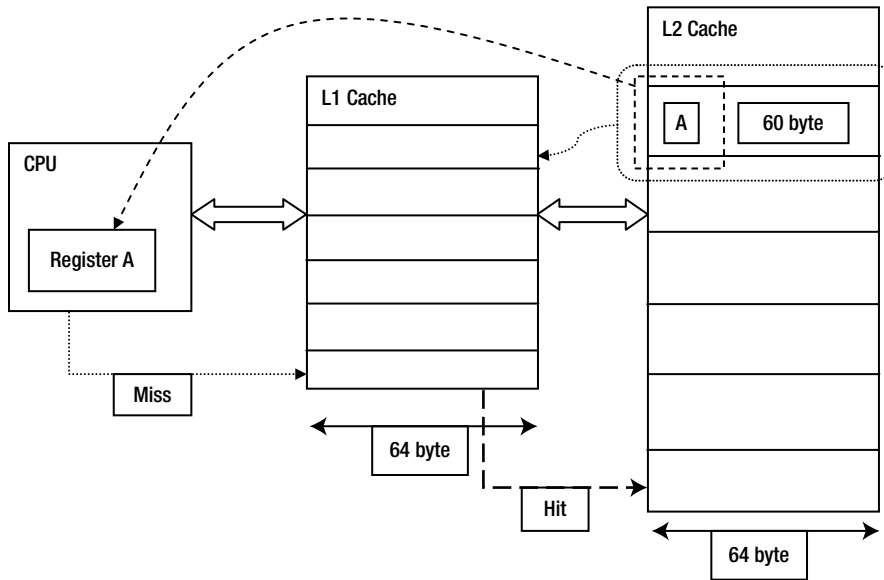 L2 Cache
L1 Cache
A
60 byte
CPU
Register A
Miss
64 byte
Hit
64 byte